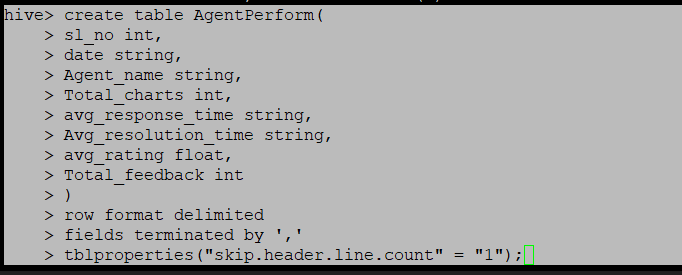 hive> create table AgentPerform(
    > sl_no int,
    > date string,
    > Agent_name string,
    > Total_charts int,
    > avg_response_time string,
    > Avg_resolution_time string,
    > avg_rating float,
    > Total_feedback int
    > )
    > row format delimited
    > fields terminated by ','
    > tblproperties("skip.header.line.count" = "1");